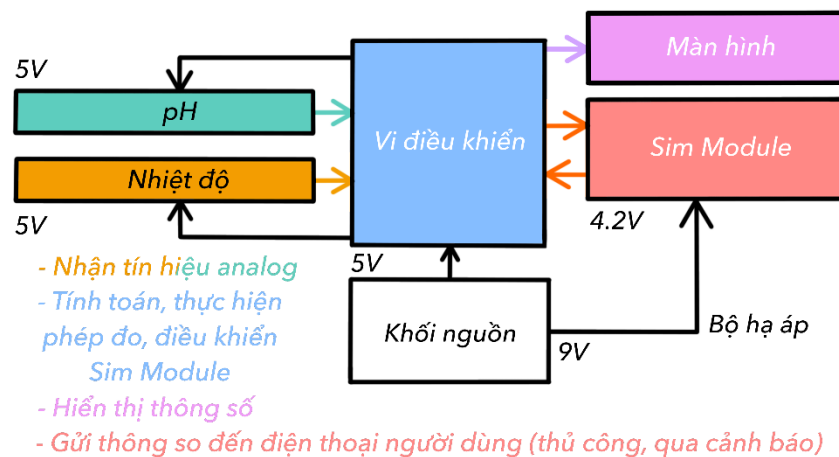 5V
pH
Nhiệt độ
5V
Vi điều khiển
Màn hình
Sim Module
4.2V
5V
Khối nguồn
9V
Bộ hạ áp
- Nhận tín hiệu analog
- Tính toán, thực hiện
phép đo, điều khiển
Sim Module
- Hiển thị thông số
- Gửi thông so đến điện thoại người dùng (thủ công, qua cảnh báo)